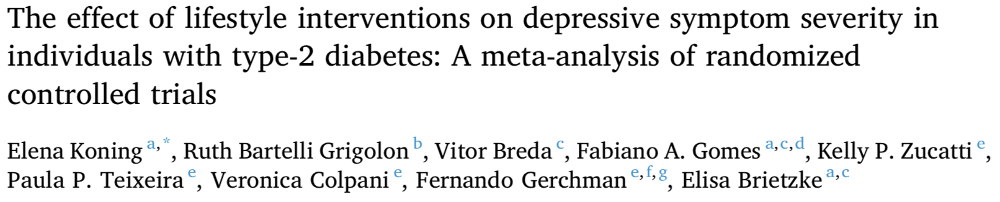 The effect of lifestyle interventions on depressive symptom severity in
individuals with type-2 diabetes: A meta-analysis of randomized
controlled trials
Elena Koning a,*, Ruth Bartelli Grigolon b, Vitor Breda c, Fabiano A. Gomes a,c,d, Kelly P. Zucatti e,
Paula P. Teixeira e, Veronica Colpani e, Fernando Gerchman e,f,g, Elisa Brietzke a,c